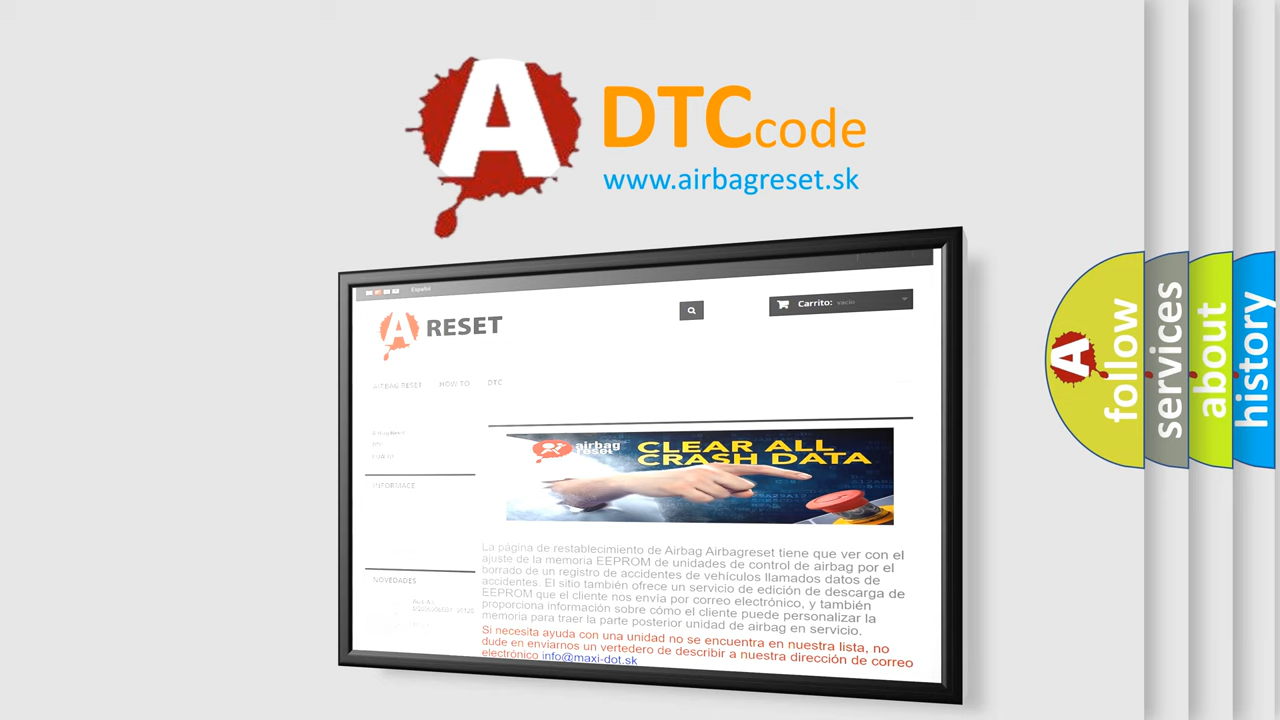 A
DTCcode
www.airbagreset.sk
Español
A RESET
Carrito: vacío
AIRBAG RESET HOW TO DTC
INFORMACE
NOVEDADES
airbag
reset
CLEAR ALL
CRASH DATA
La página de restablecimiento de Airbag Airbagreset tiene que ver con el
ajuste de la memoria EEPROM de unidades de control de airbag por el
borrado de un registro de accidentes de vehículos llamados datos de
accidentes. El sitio también ofrece un servicio de edición de descarga de
EEPROM que el cliente nos envía por correo electrónico, y también
proporciona información sobre cómo el cliente puede personalizar la
memoria para traer la parte posterior unidad de airbag en servicio.
Si necesita ayuda con una unidad no se encuentra en nuestra lista, no
dude en enviarnos un vertedero de describir a nuestra dirección de correo
electrónico info@maxi-dot.sk
A
follow
services
about
history